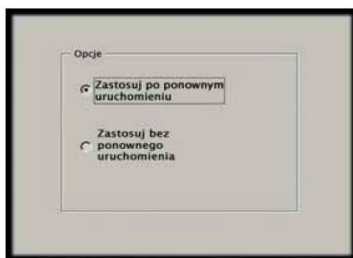 Opcje
Zastosuj po ponownym
uruchomieniu
Zastosuj bez
ponownego
uruchomienia